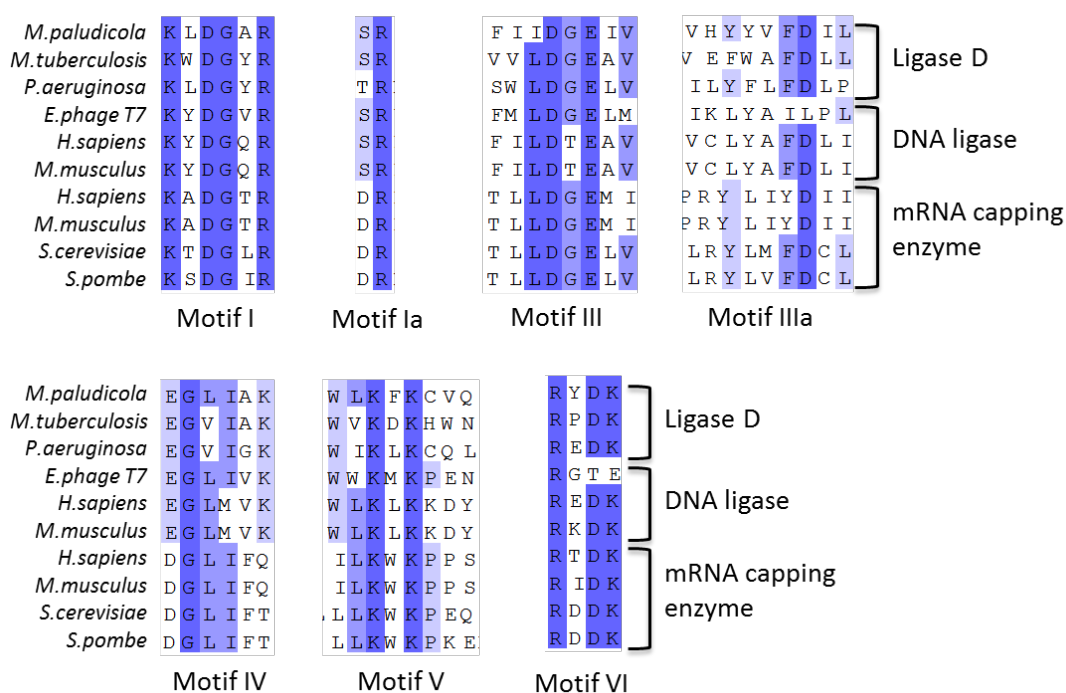 M.paludicola K L D G A R S R F I I D G E I V V H Y Y V F D I L
M.tuberculosis K W D G Y R S R V V L D G E A V V E F W A F D L L
P.aeruginosa K L D G Y R T R S W L D G E L V I L Y F L F D L P
Ligase D
E.phage T7 K Y D G V R S R F M L D G E L M I K L Y A I L P L
H.sapiens K Y D G Q R S R F I L D T E A V V C L Y A F D L I
M.musculus K Y D G Q R S R F I L D T E A V V C L Y A F D L I
DNA ligase
H.sapiens K A D G T R D R T L L D G E M I P R Y L I Y D I I
M.musculus K A D G T R D R T L L D G E M I P R Y L I Y D I I
S.cerevisiae K T D G L R D R T L L D G E L V L R Y L M F D C L
S.pombe K S D G I R D R T L L D G E L V L R Y L V F D C L
mRNA capping
enzyme
Motif I Motif Ia Motif III Motif IIIa
M.paludicola E G L I A K W L K F K C V Q R Y D K
M.tuberculosis E G V I A K W V K D K H W N R P D K
P.aeruginosa E G V I G K W I K L K C Q L R E D K
Ligase D
E.phage T7 E G L I V K W W K M K P E N R G T E
H.sapiens E G L M V K W L K L K K D Y R E D K
M.musculus E G L M V K W L K L K K D Y R K D K
DNA ligase
H.sapiens D G L I F Q I L K W K P P S R T D K
M.musculus D G L I F Q I L K W K P P S R I D K
S.cerevisiae D G L I F T L L K W K P E Q R D D K
S.pombe D G L I F T L L K W K P K E R D D K
mRNA capping
enzyme
Motif IV Motif V Motif VI